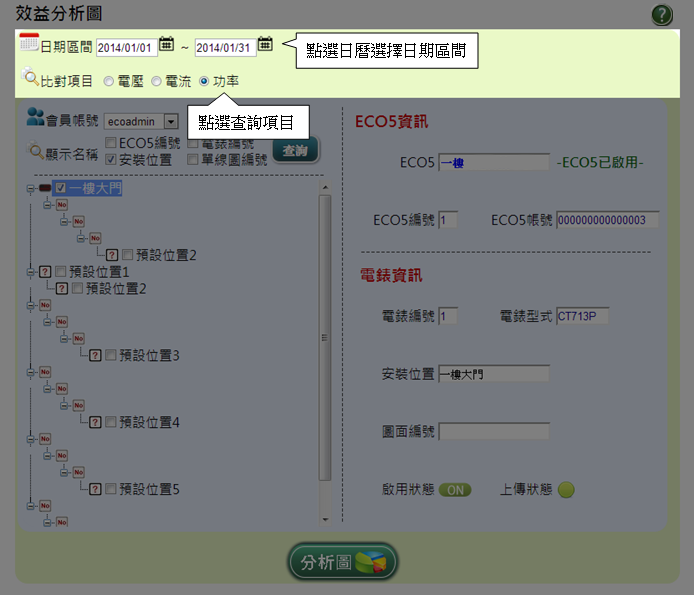 效益分析圖
日期區間 2014/01/01 ~ 2014/01/31
點選日曆選擇日期區間
比對項目 電壓 電流 功率
點選查詢項目
會員帳號 ecoadmin
顯示名稱 ECO5編號 電錶編號
安裝位置 單線圖編號
查詢
一樓大門
No
No
No
? 預設位置2
? 預設位置1
? 預設位置2
No
No
No
? 預設位置3
No
No
No
? 預設位置4
No
No
No
? 預設位置5
No
No
ECO5資訊
ECO5 一樓 -ECO5已啟用-
ECO5編號 1 ECO5帳號 000000000000003
電錶資訊
電錶編號 1 電錶型式 CT713P
安裝位置 一樓大門
圖面編號
啟用狀態 ON 上傳狀態
分析圖